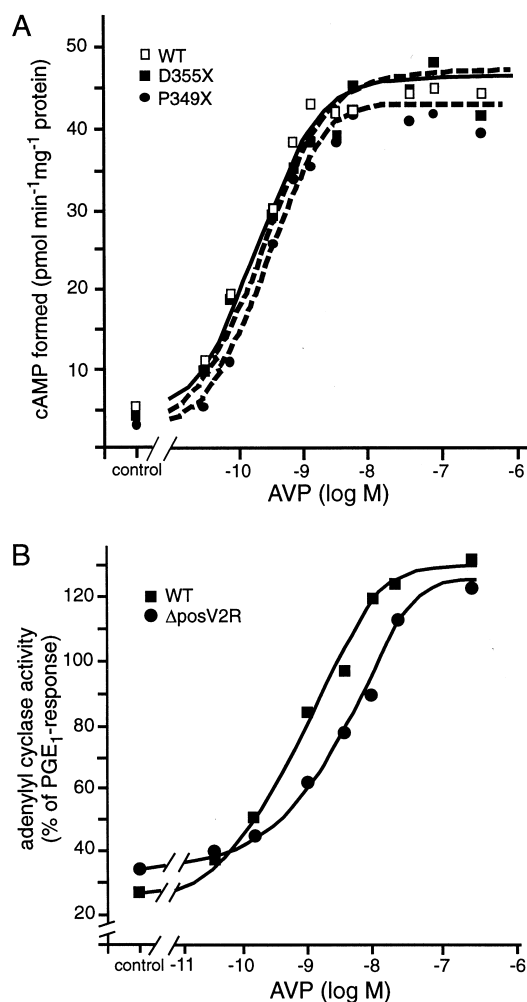 A
50
WT
D355X
P349X
40
30
20
10
cAMP formed (pmol min⁻¹mg⁻¹ protein)
control
-10
-9
-8
-7
-6
AVP (log M)
B
WT
ΔposV2R
120
100
80
60
40
20
adenylyl cyclase activity
(% of PGE₁-response)
control
-11
-10
-9
-8
-7
-6
AVP (log M)